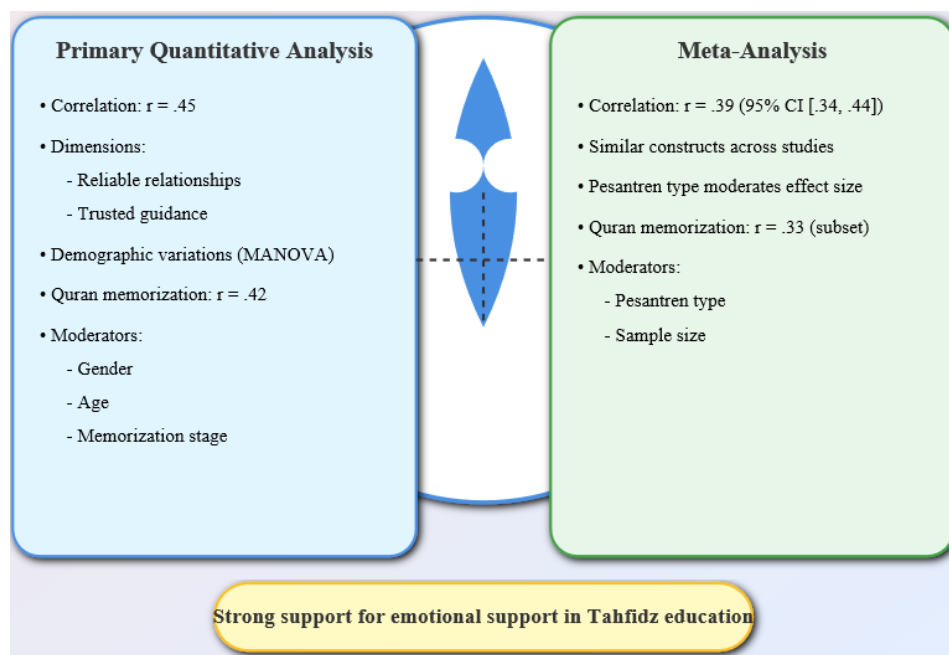 Primary Quantitative Analysis
• Correlation: r = .45
• Dimensions:
- Reliable relationships
- Trusted guidance
• Demographic variations (MANOVA)
• Quran memorization: r = .42
• Moderators:
- Gender
- Age
- Memorization stage
Meta-Analysis
• Correlation: r = .39 (95% CI [.34, .44])
• Similar constructs across studies
• Pesantren type moderates effect size
• Quran memorization: r = .33 (subset)
• Moderators:
- Pesantren type
- Sample size
Strong support for emotional support in Tahfidz education